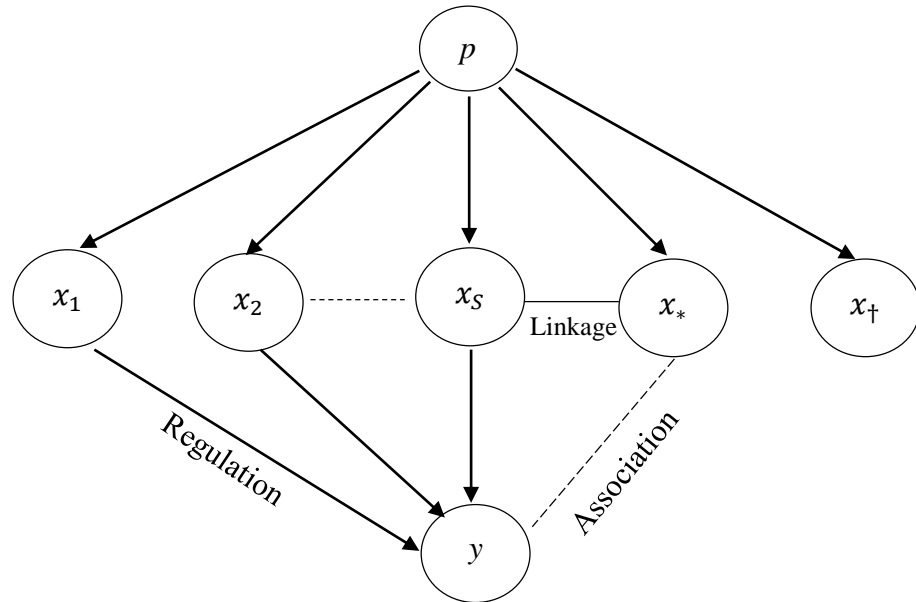 p
x₁
x₂
x_S
Linkage
x_*
x_†
Regulation
Association
y